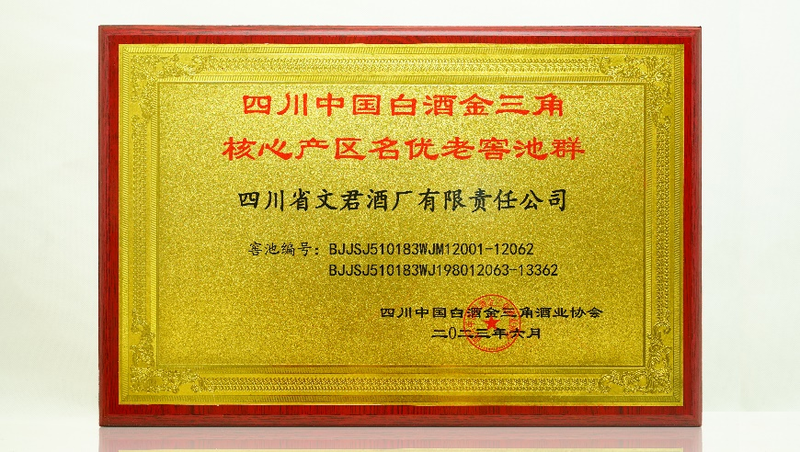 四川中国白酒金三角
核心产区名优老窖池群
四川省文君酒厂有限责任公司
窖池编号：BJJSJ510183WJM12001-12062
BJJSJ510183WJ198012063-13362
四川中国白酒金三角酒业协会
二〇二三年六月